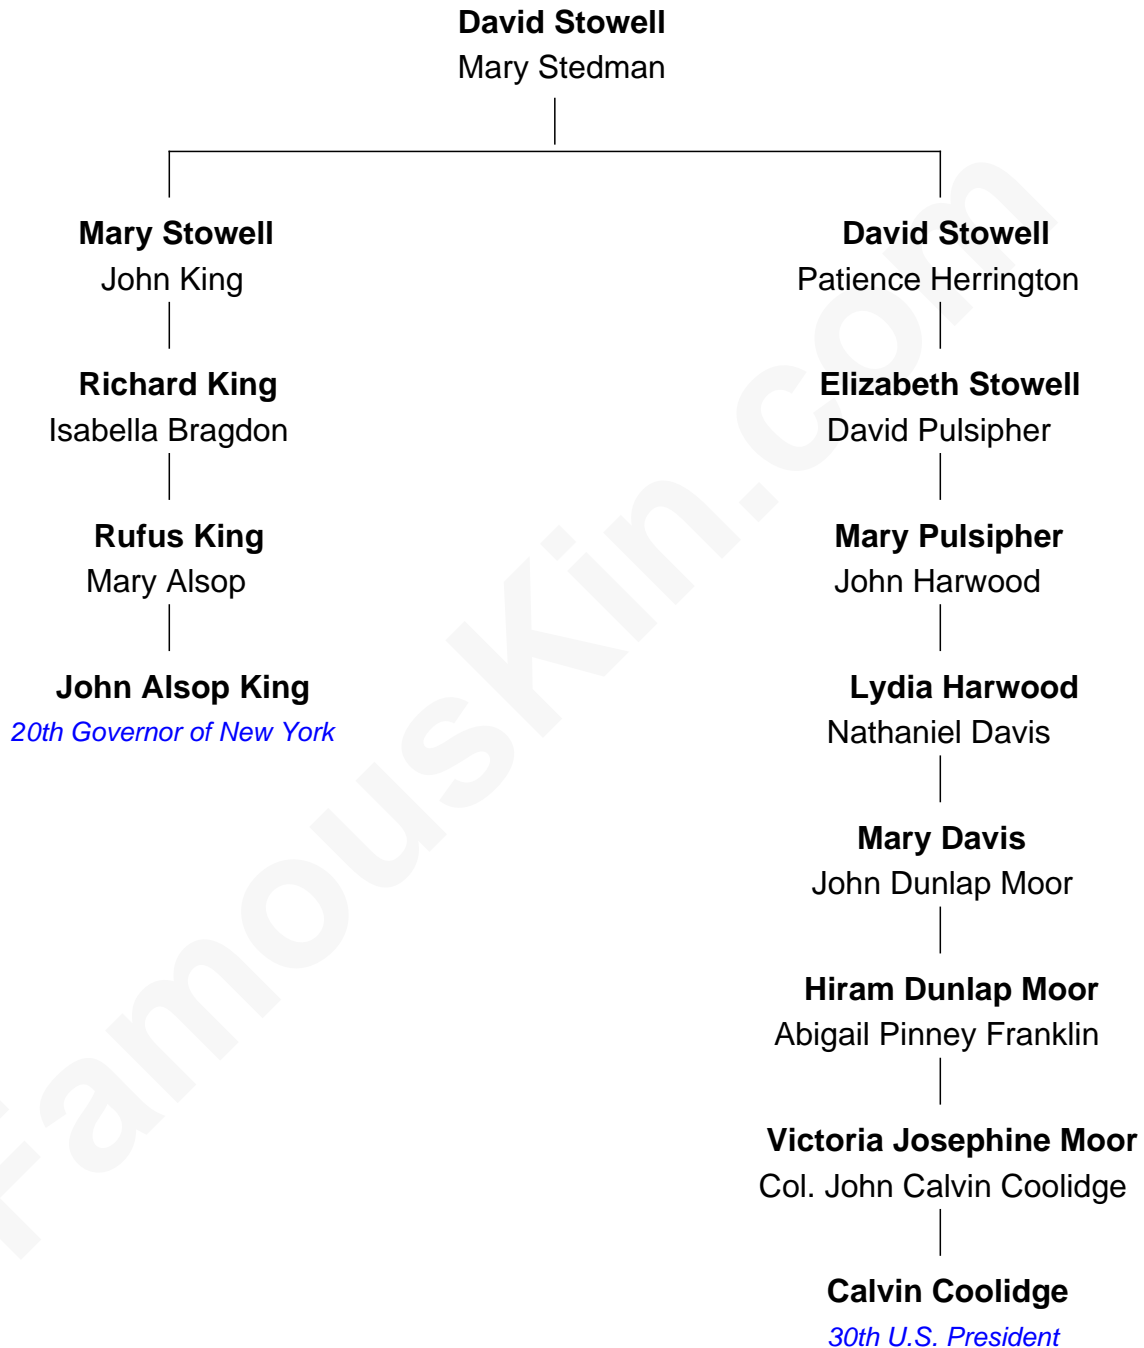 David Stowell
Mary Stedman
Mary Stowell
John King
Richard King
Isabella Bragdon
Rufus King
Mary Alsop
John Alsop King
20th Governor of New York
David Stowell
Patience Herrington
Elizabeth Stowell
David Pulsipher
Mary Pulsipher
John Harwood
Lydia Harwood
Nathaniel Davis
Mary Davis
John Dunlap Moor
Hiram Dunlap Moor
Abigail Pinney Franklin
Victoria Josephine Moor
Col. John Calvin Coolidge
Calvin Coolidge
30th U.S. President
FamousKin.com